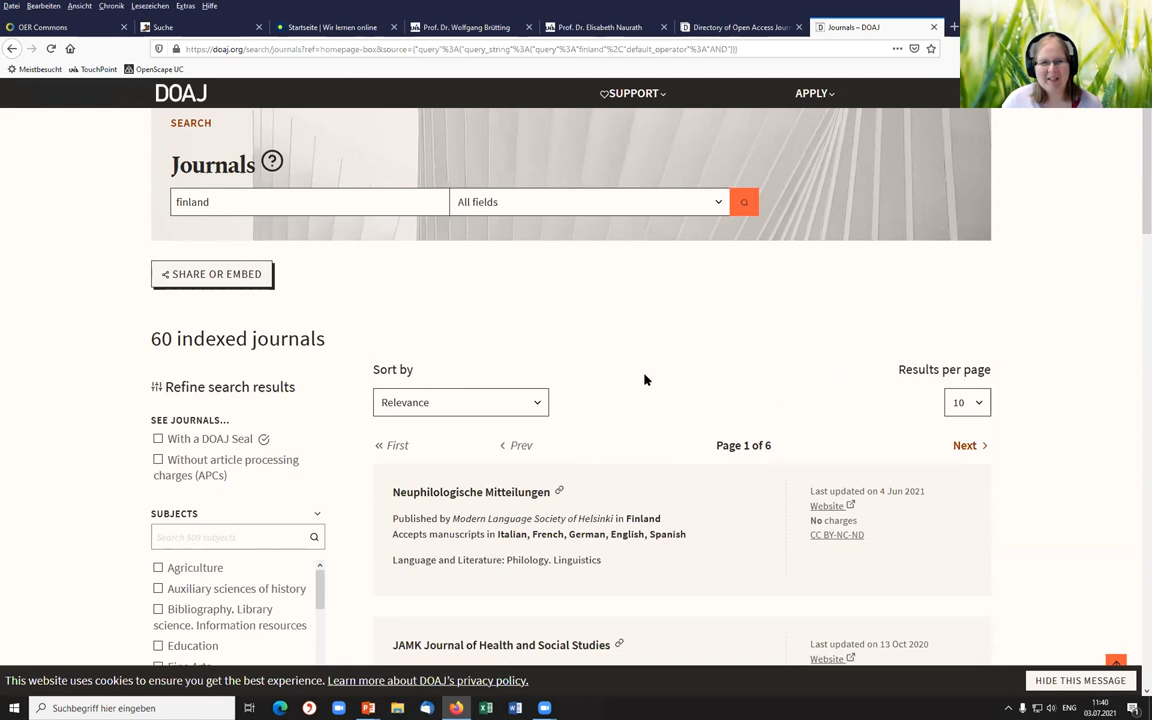 Datei Bearbeiten Ansicht Chronik Lesezeichen Extras Hilfe
OER Commons
Suche
Startseite | Wir lernen online
Prof. Dr. Wolfgang Brütting
Prof. Dr. Elisabeth Naurath
Directory of Open Access Journ
Journals – DOAJ
https://doaj.org/search/journals?ref=homepage-box&source={"query"%3A{"query_string"%3A{"query"%3A"finland"%2C"default_operator"%3A"AND"}}}
Meistbesucht TouchPoint OpenScape UC
DOAJ
SUPPORT
APPLY
SEARCH
Journals ?
finland
All fields
SHARE OR EMBED
60 indexed journals
Sort by
Results per page
Refine search results
Relevance
10
SEE JOURNALS...
With a DOAJ Seal
Without article processing
charges (APCs)
« First
Prev
Page 1 of 6
Next
Neuphilologische Mitteilungen
Published by Modern Language Society of Helsinki in Finland
Accepts manuscripts in Italian, French, German, English, Spanish
Language and Literature: Philology. Linguistics
Last updated on 4 Jun 2021
Website
No charges
CC BY-NC-ND
SUBJECTS
Search 509 subjects
Agriculture
Auxiliary sciences of history
Bibliography. Library
science. Information resources
Education
JAMK Journal of Health and Social Studies
Last updated on 13 Oct 2020
Website
This website uses cookies to ensure you get the best experience. Learn more about DOAJ's privacy policy.
HIDE THIS MESSAGE
Suchbegriff hier eingeben
ENG
11:40
03.07.2021